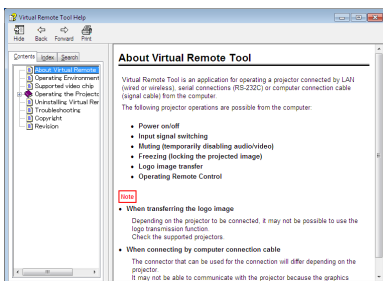 Virtual Remote Tool Help
Hide Back Forward Print
Contents Index Search
About Virtual Remote
Operating Environment
Supported video chip
Operating the Projecto
Uninstalling Virtual Rer
Troubleshooting
Copyright
Revision
About Virtual Remote Tool
Virtual Remote Tool is an application for operating a projector connected by LAN
(wired or wireless), serial connections (RS-232C) or computer connection cable
(signal cable) from the computer.
The following projector operations are possible from the computer.
Power on/off
Input signal switching
Muting (temporarily disabling audio/video)
Freezing (locking the projected image)
Logo image transfer
Operating Remote Control
Note
When transferring the logo image
Depending on the projector to be connected, it may not be possible to use the
logo transmission function.
Check the supported projectors.
When connecting by computer connection cable
The connector that can be used for the connection will differ depending on the
projector.
It may not be able to communicate with the projector because the graphics